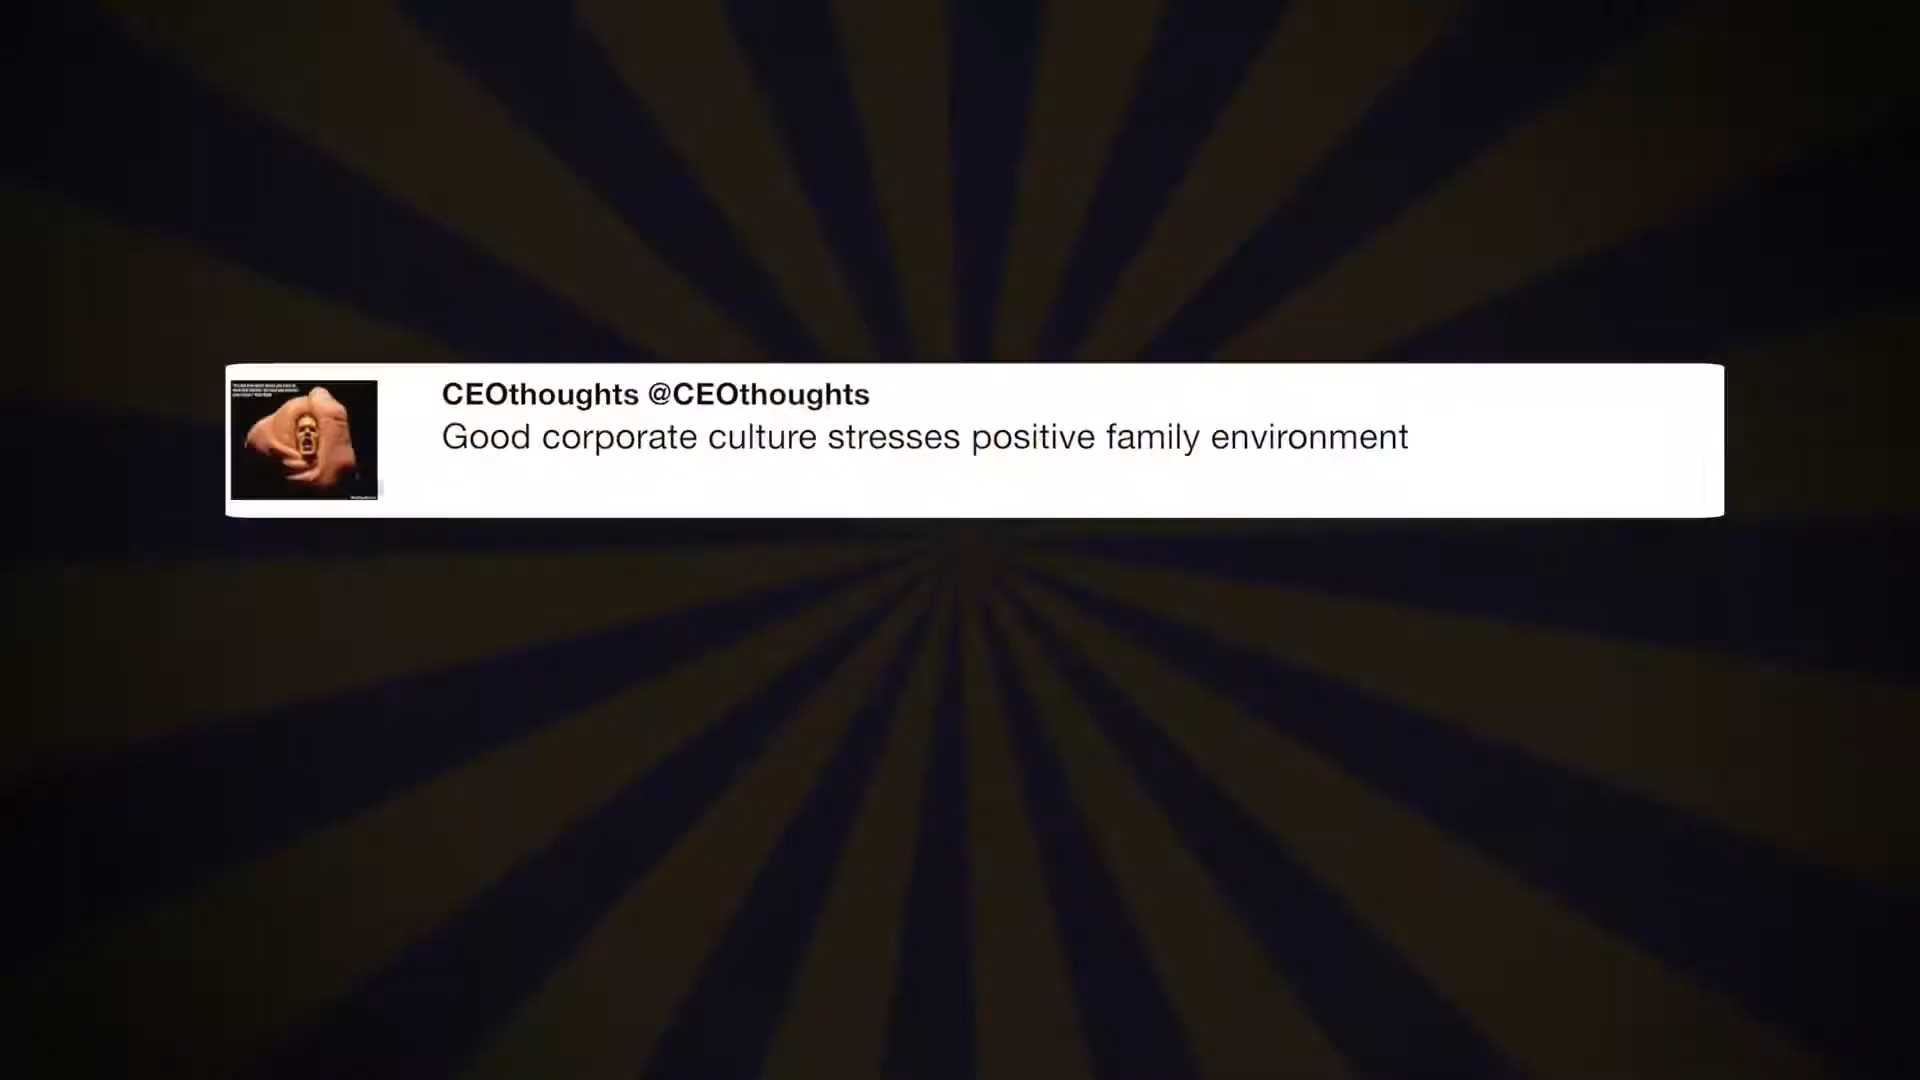 CEOthoughts @CEOthoughts
Good corporate culture stresses positive family environment